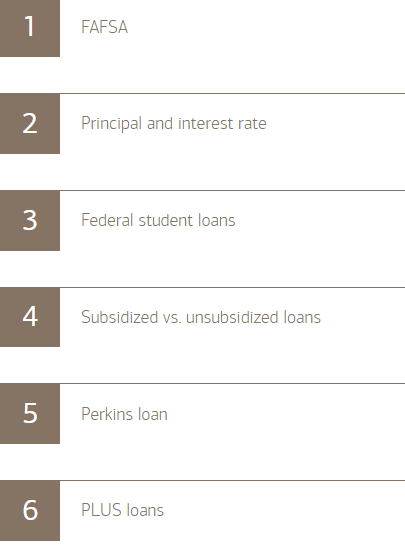 1 FAFSA
2 Principal and interest rate
3 Federal student loans
4 Subsidized vs. unsubsidized loans
5 Perkins loan
6 PLUS loans